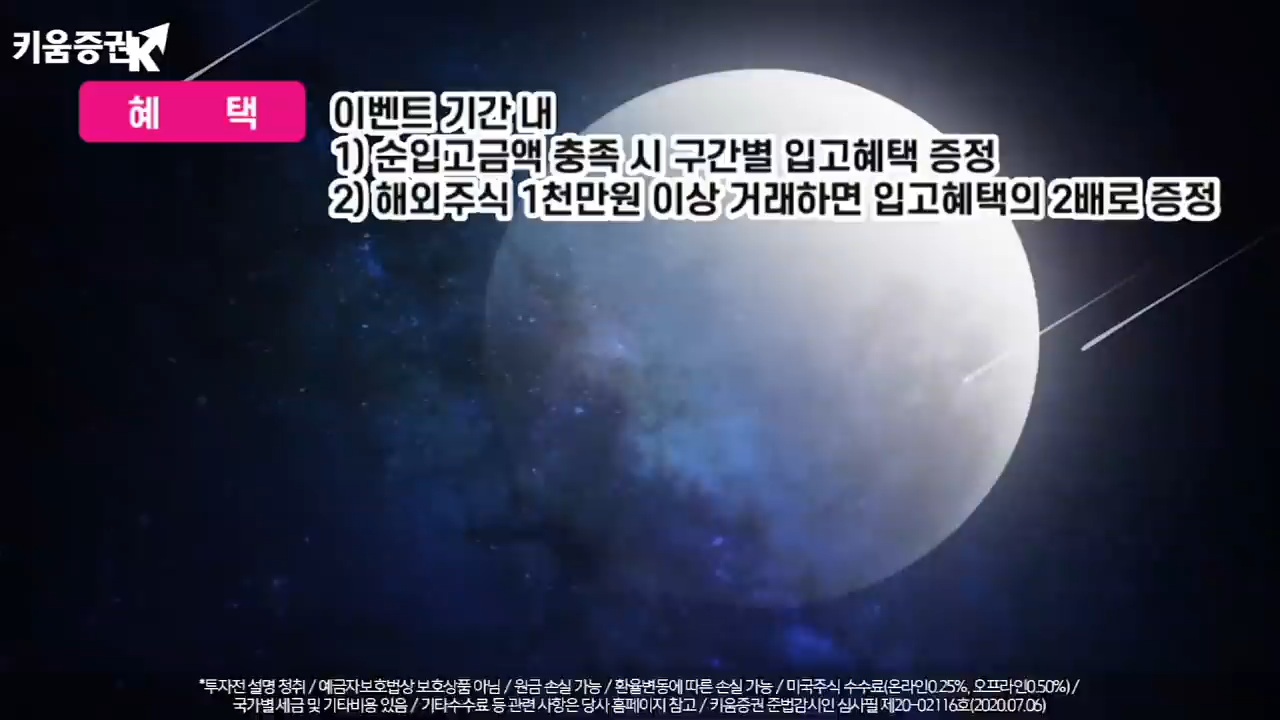 키움증권
혜 택
이벤트 기간 내
1) 순입고금액 충족 시 구간별 입고혜택 증정
2) 해외주식 1천만원 이상 거래하면 입고혜택의 2배로 증정
*투자전 설명 청취 / 예금자보호법상 보호상품 아님 / 원금 손실 가능 / 환율변동에 따른 손실 가능 / 미국주식 수수료(온라인0.25%, 오프라인0.50%) /
국가별 세금 및 기타비용 있음 / 기타수수료 등 관련 사항은 당사 홈페이지 참고 / 키움증권 준법감시인 심사필 제20-02116호(2020.07.06)